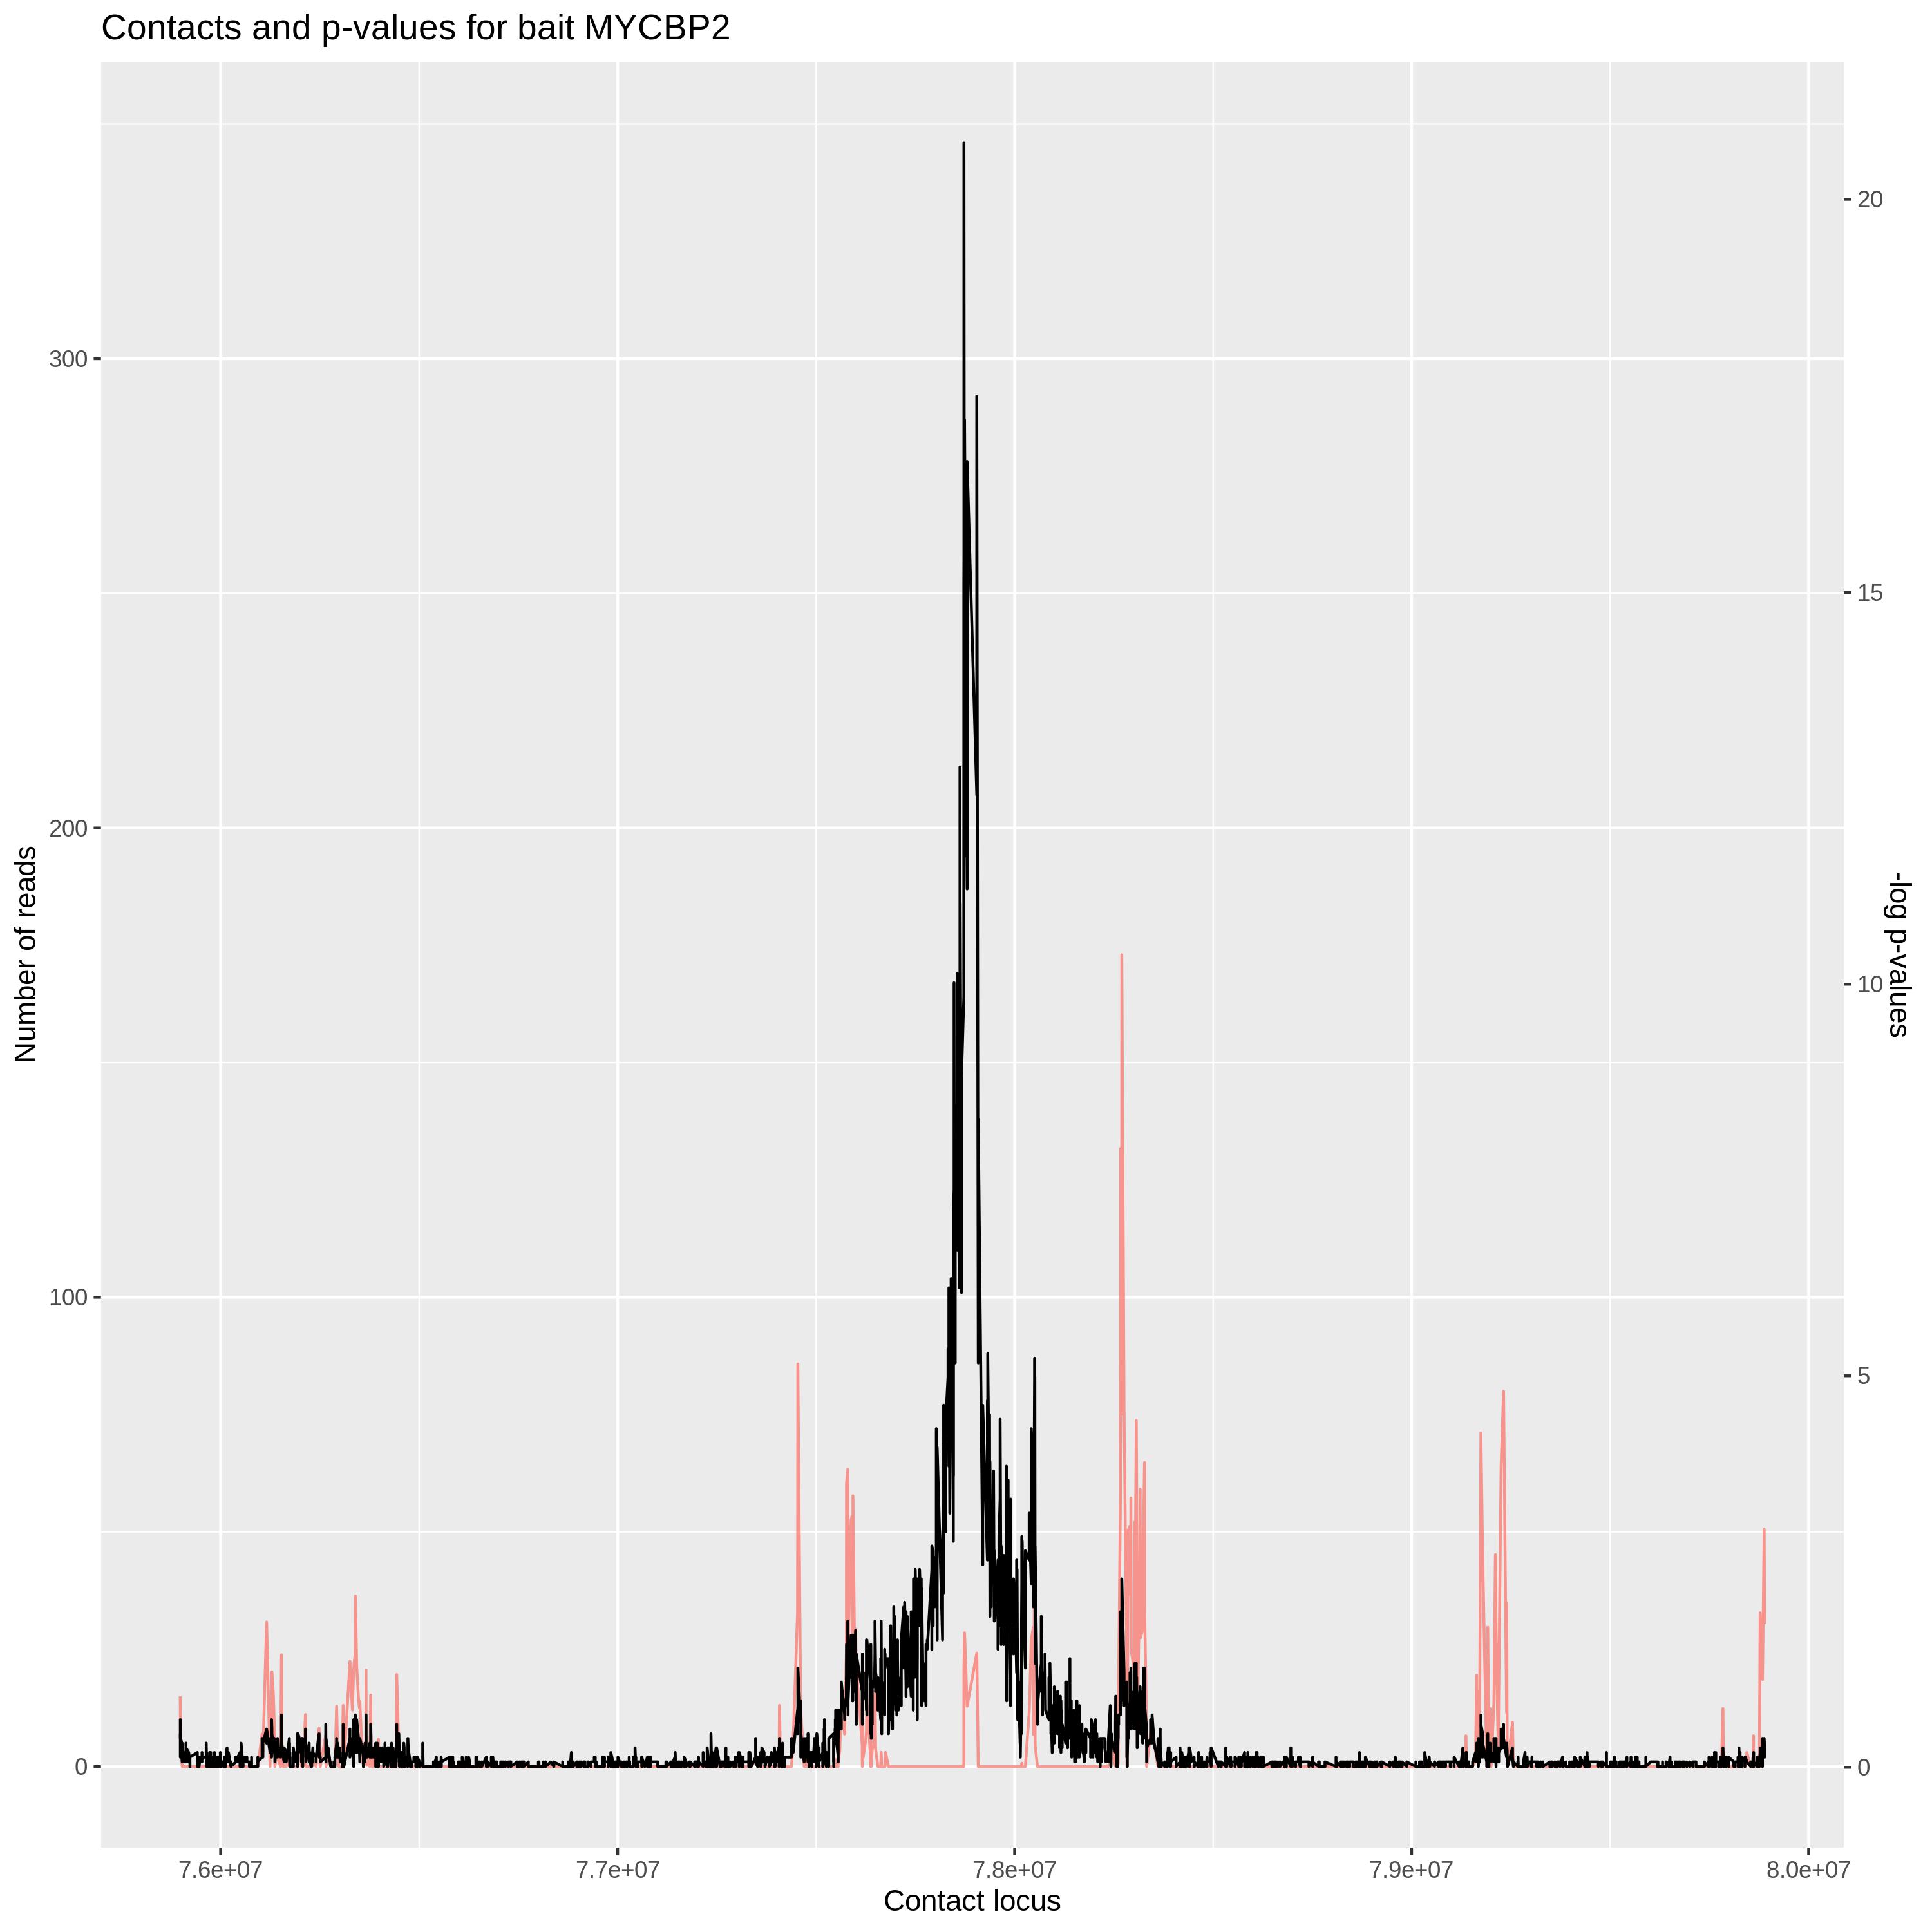 Contacts and p-values for bait MYCBP2
300
200
100
0
Number of reads
20
15
10
5
0
-log p-values
7.6e+07 7.7e+07 7.8e+07 7.9e+07 8.0e+07
Contact locus